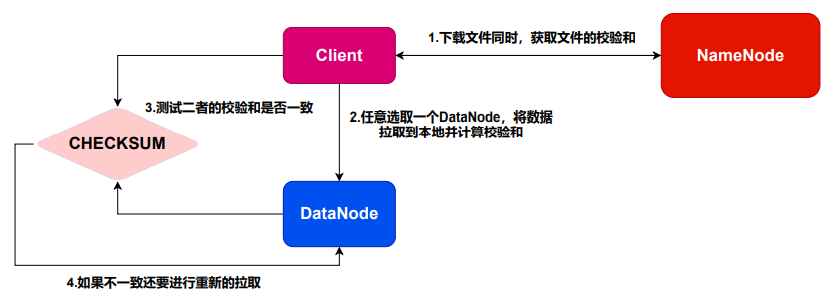 1.下载文件同时，获取文件的校验和
Client
NameNode
3.测试二者的校验和是否一致
2.任意选取一个DataNode，将数据
拉取到本地并计算校验和
CHECKSUM
DataNode
4.如果不一致还要进行重新的拉取